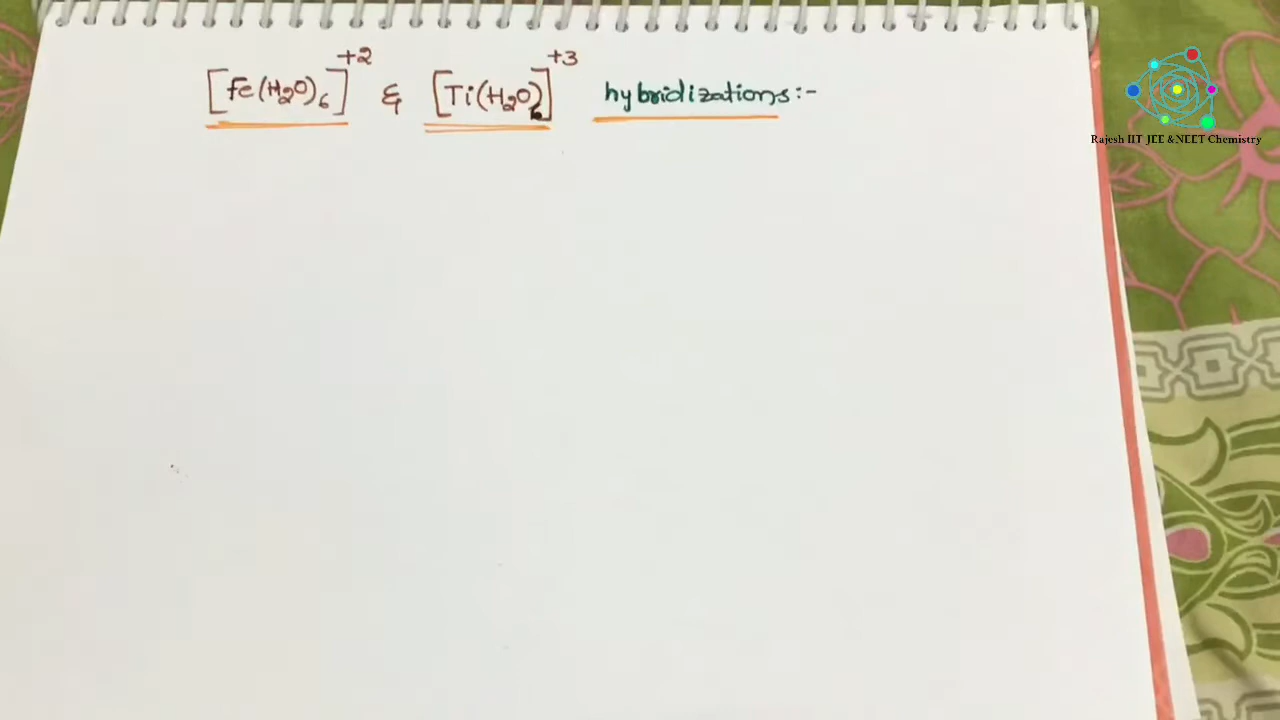 [Fe(H₂O)₆]⁺² & [Ti(H₂O)₆]⁺³ hybridizations:-
Rajesh IIT JEE &NEET Chemistry